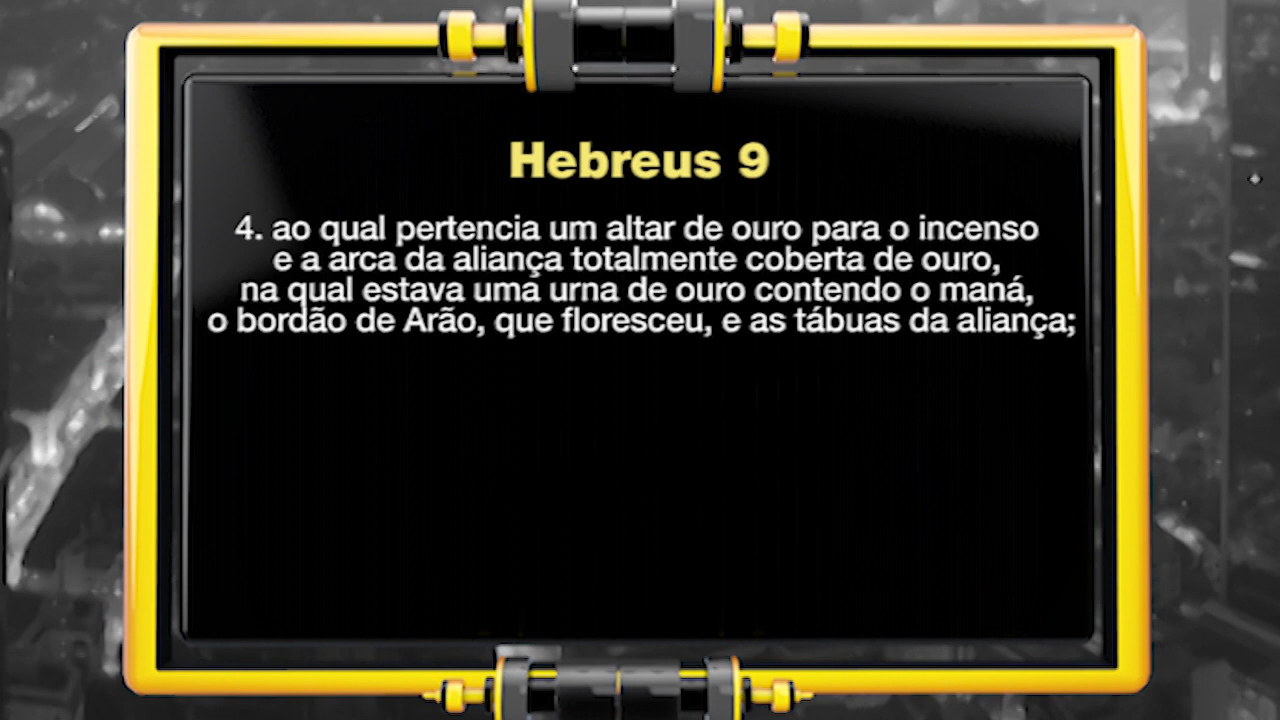 Hebreus 9
4. ao qual pertencia um altar de ouro para o incenso
e a arca da aliança totalmente coberta de ouro,
na qual estava uma urna de ouro contendo o maná,
o bordão de Arão, que floresceu, e as tábuas da aliança;